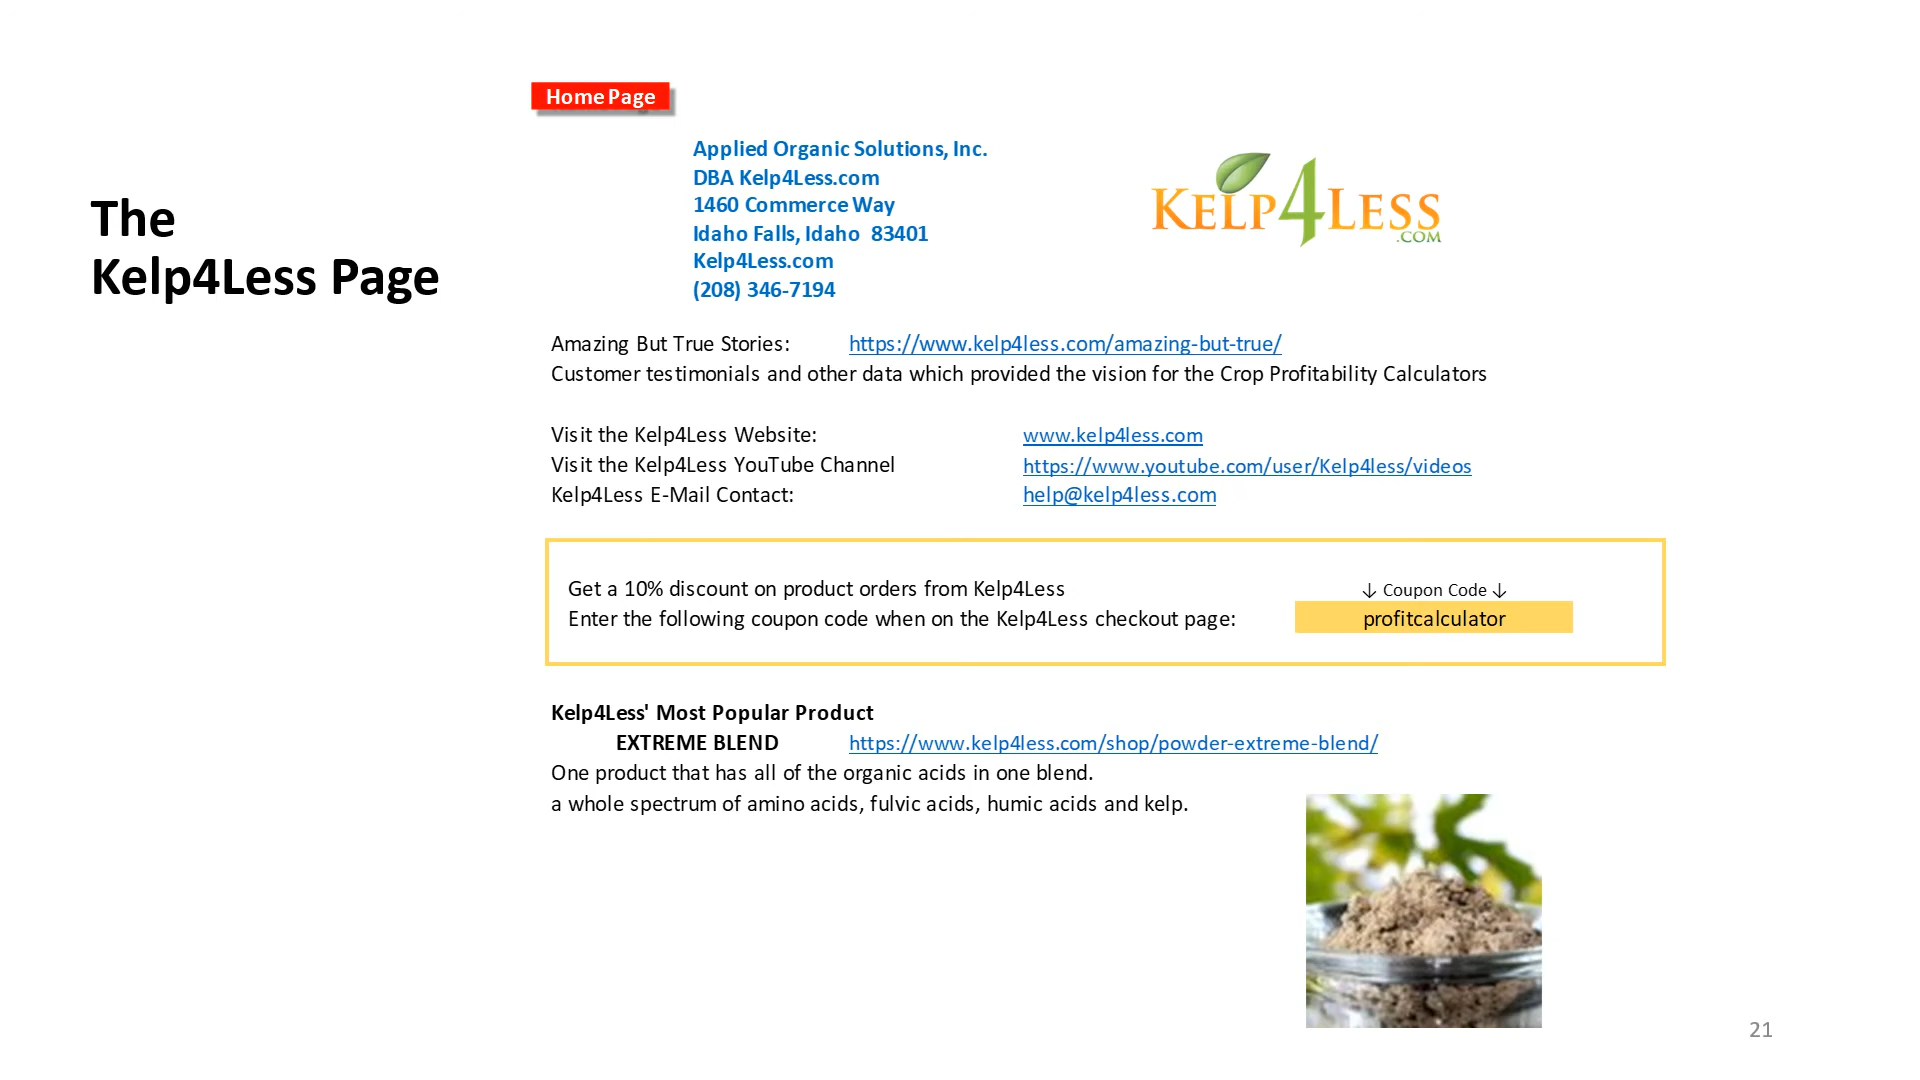 Home Page
The
Kelp4Less Page
Applied Organic Solutions, Inc.
DBA Kelp4Less.com
1460 Commerce Way
Idaho Falls, Idaho  83401
Kelp4Less.com
(208) 346-7194
KELP4LESS
.COM
Amazing But True Stories: https://www.kelp4less.com/amazing-but-true/
Customer testimonials and other data which provided the vision for the Crop Profitability Calculators
Visit the Kelp4Less Website: www.kelp4less.com
Visit the Kelp4Less YouTube Channel https://www.youtube.com/user/Kelp4less/videos
Kelp4Less E-Mail Contact: help@kelp4less.com
Get a 10% discount on product orders from Kelp4Less ↓ Coupon Code ↓
Enter the following coupon code when on the Kelp4Less checkout page: profitcalculator
Kelp4Less' Most Popular Product
EXTREME BLEND https://www.kelp4less.com/shop/powder-extreme-blend/
One product that has all of the organic acids in one blend.
a whole spectrum of amino acids, fulvic acids, humic acids and kelp.
21